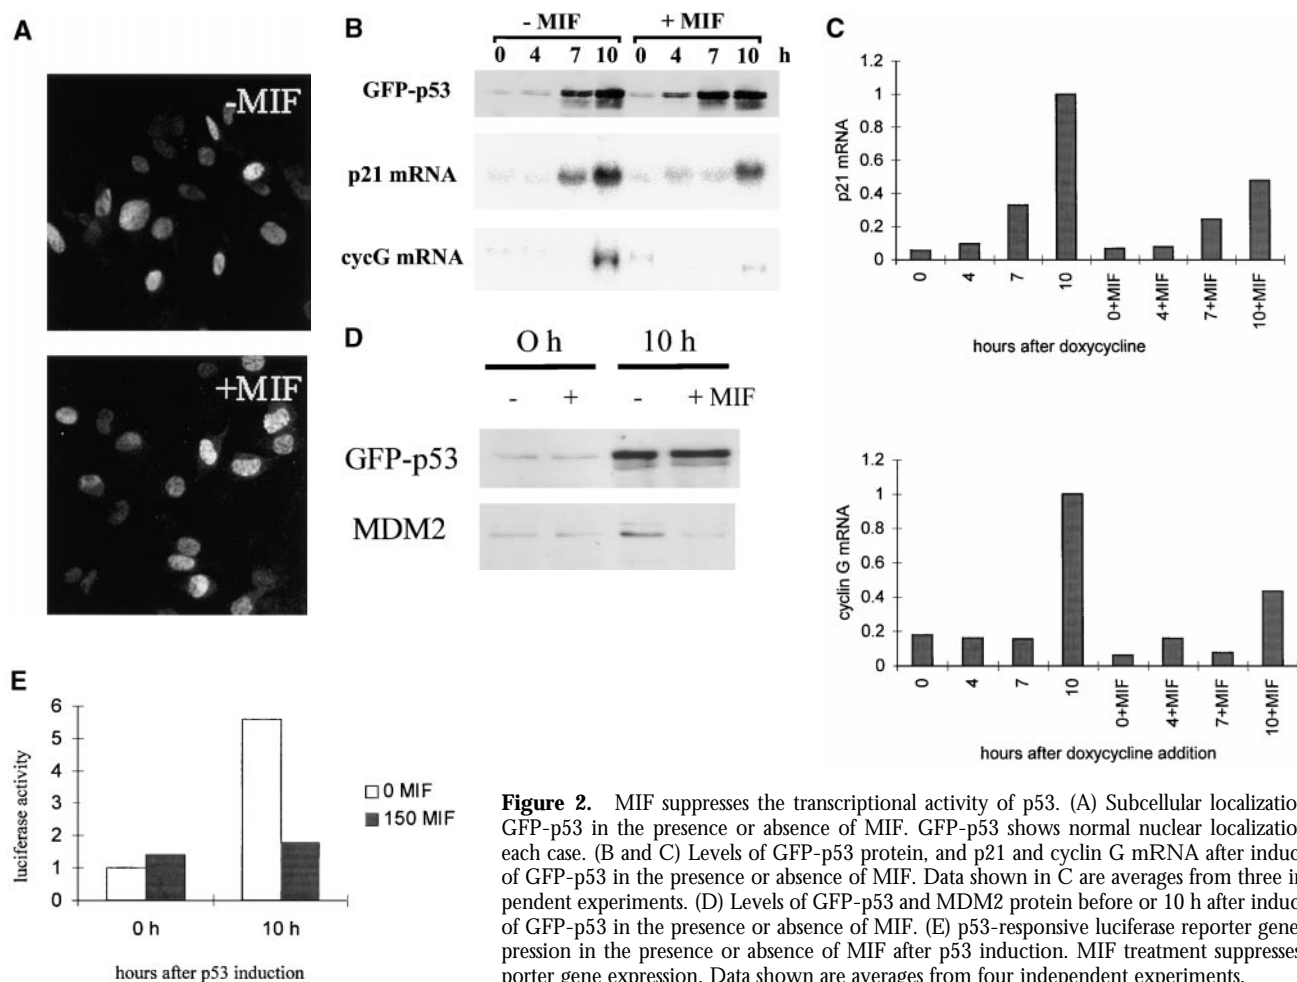 A
-MIF
+MIF
B
- MIF + MIF
0 4 7 10 0 4 7 10 h
GFP-p53
p21 mRNA
cycG mRNA
C
1.2
1
0.8
0.6
0.4
0.2
0
p21 mRNA
0 4 7 10 0+MIF 4+MIF 7+MIF 10+MIF
hours after doxycycline
1.2
1
0.8
0.6
0.4
0.2
0
cyclin G mRNA
0 4 7 10 0+MIF 4+MIF 7+MIF 10+MIF
hours after doxycycline addition
D
O h 10 h
- + - + MIF
GFP-p53
MDM2
E
6
5
4
3
2
1
0
luciferase activity
0 MIF
150 MIF
0 h 10 h
hours after p53 induction
Figure 2. MIF suppresses the transcriptional activity of p53. (A) Subcellular localizatio
GFP-p53 in the presence or absence of MIF. GFP-p53 shows normal nuclear localizatio
each case. (B and C) Levels of GFP-p53 protein, and p21 and cyclin G mRNA after induc
of GFP-p53 in the presence or absence of MIF. Data shown in C are averages from three in
pendent experiments. (D) Levels of GFP-p53 and MDM2 protein before or 10 h after induc
of GFP-p53 in the presence or absence of MIF. (E) p53-responsive luciferase reporter gene
pression in the presence or absence of MIF after p53 induction. MIF treatment suppresses
porter gene expression. Data shown are averages from four independent experiments.